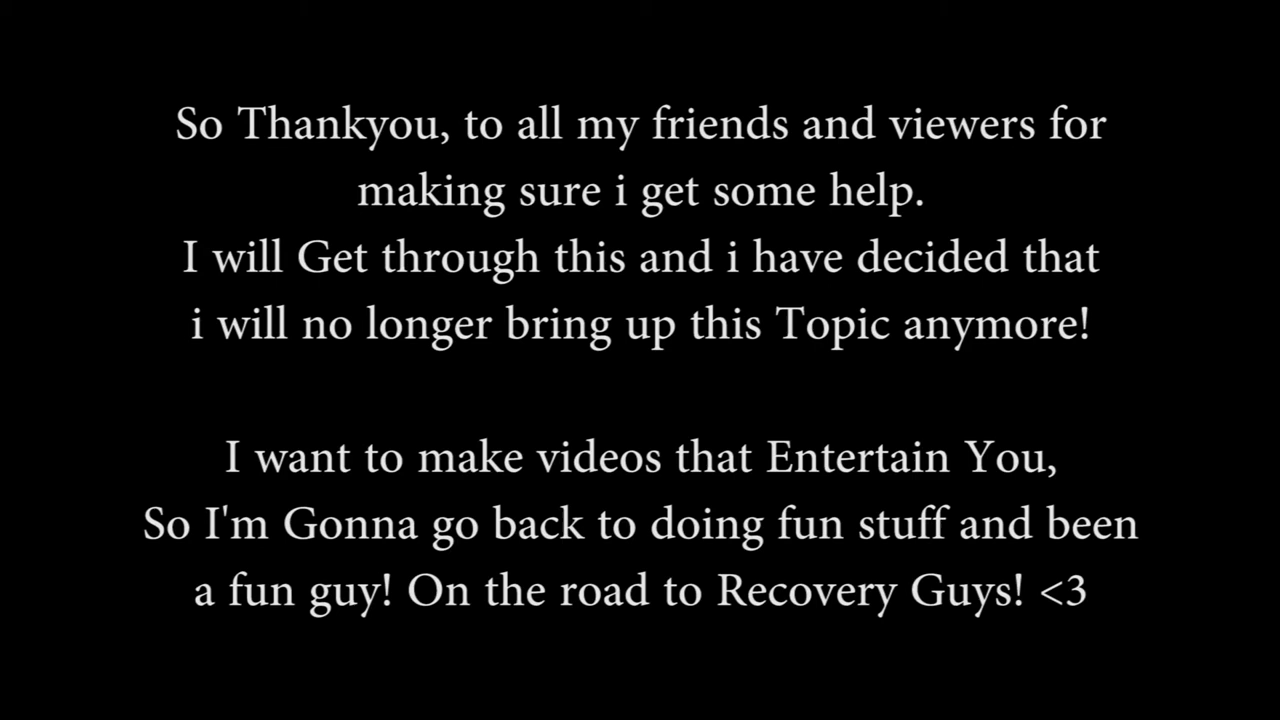 So Thankyou, to all my friends and viewers for
making sure i get some help.
I will Get through this and i have decided that
i will no longer bring up this Topic anymore!
I want to make videos that Entertain You,
So I'm Gonna go back to doing fun stuff and been
a fun guy! On the road to Recovery Guys! <3